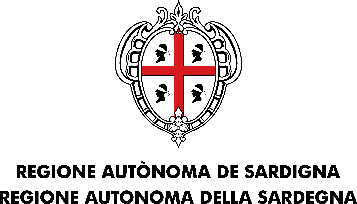 REGIONE AUTÒNOMA DE SARDIGNA
REGIONE AUTONOMA DELLA SARDEGNA